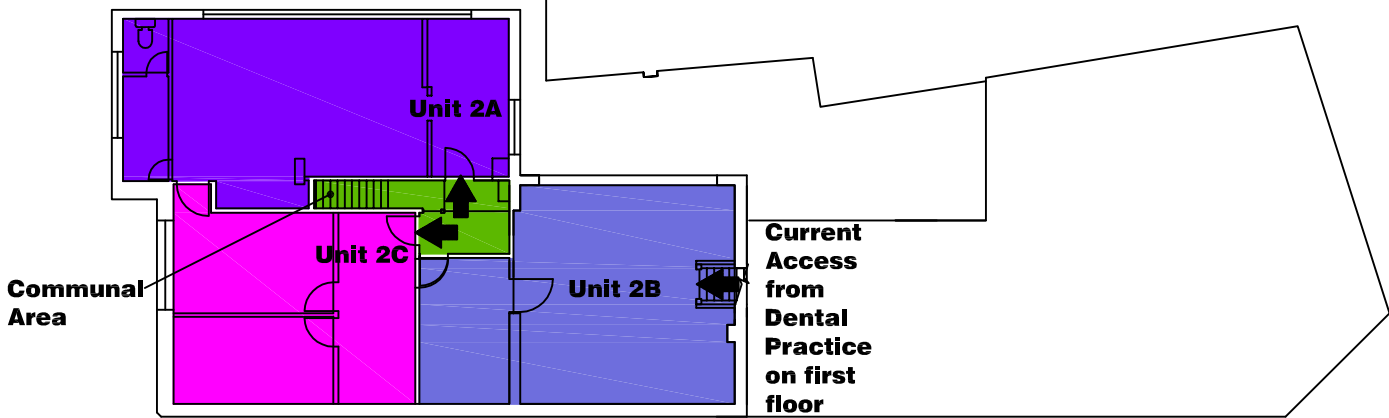 Unit 2A
Unit 2C
Unit 2B
Communal
Area
Current
Access
from
Dental
Practice
on first
floor